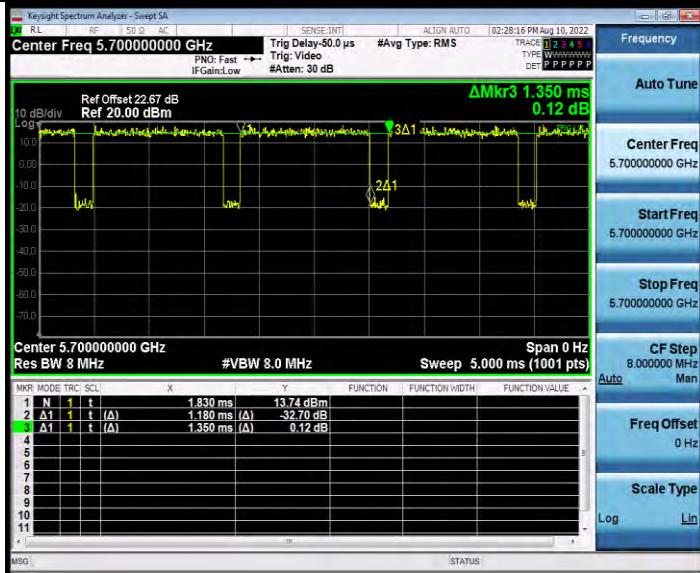 Keysight Spectrum Analyzer - Swept SA
RL RF 50 Ω AC SENSE:INT ALIGN AUTO 02:28:16 PM Aug 10, 2022
Center Freq 5.700000000 GHz
PNO: Fast
IFGain:Low
Trig Delay-50.0 µs
Trig: Video
#Atten: 30 dB
#Avg Type: RMS
TRACE 1 2 3 4 5 6
TYPE WWWWWW
DET P P P P P P
Ref Offset 22.67 dB
Ref 20.00 dBm
10 dB/div
Log
ΔMkr3 1.350 ms
0.12 dB
10.0
0.00
-10.0
-20.0
-30.0
-40.0
-50.0
-60.0
-70.0
3Δ1
2Δ1
Center 5.700000000 GHz
Span 0 Hz
Res BW 8 MHz
#VBW 8.0 MHz
Sweep 5.000 ms (1001 pts)
MKR MODE TRC SCL X Y FUNCTION FUNCTION WIDTH FUNCTION VALUE
1 N 1 t 1.830 ms 13.74 dBm
2 Δ1 1 t (Δ) 1.180 ms (Δ) -32.70 dB
3 Δ1 1 t (Δ) 1.350 ms (Δ) 0.12 dB
4
5
6
7
8
9
10
11
MSG
STATUS
Frequency
Auto Tune
Center Freq
5.700000000 GHz
Start Freq
5.700000000 GHz
Stop Freq
5.700000000 GHz
CF Step
8.000000 MHz
Auto Man
Freq Offset
0 Hz
Scale Type
Log Lin